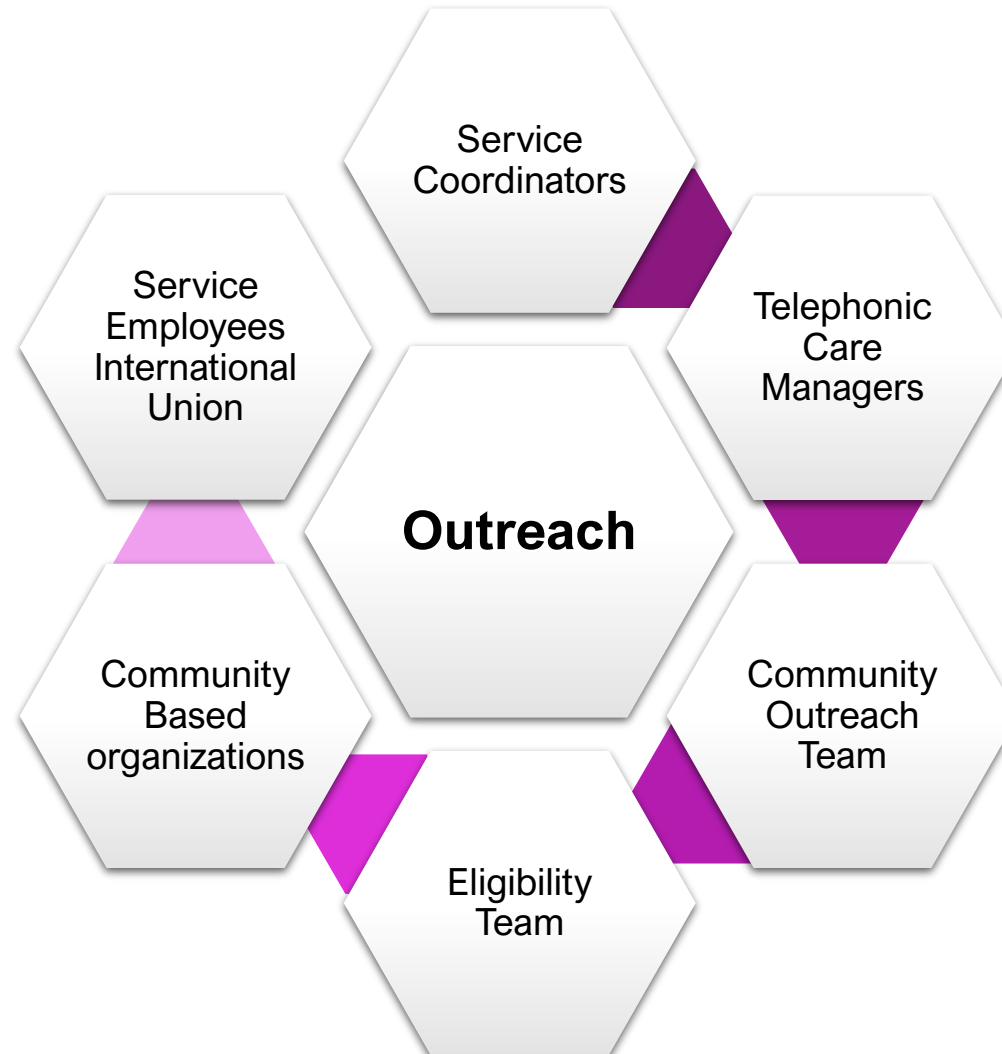 Service
Coordinators
Service
Employees
International
Union
Telephonic
Care
Managers
Outreach
Community
Based
organizations
Community
Outreach
Team
Eligibility
Team